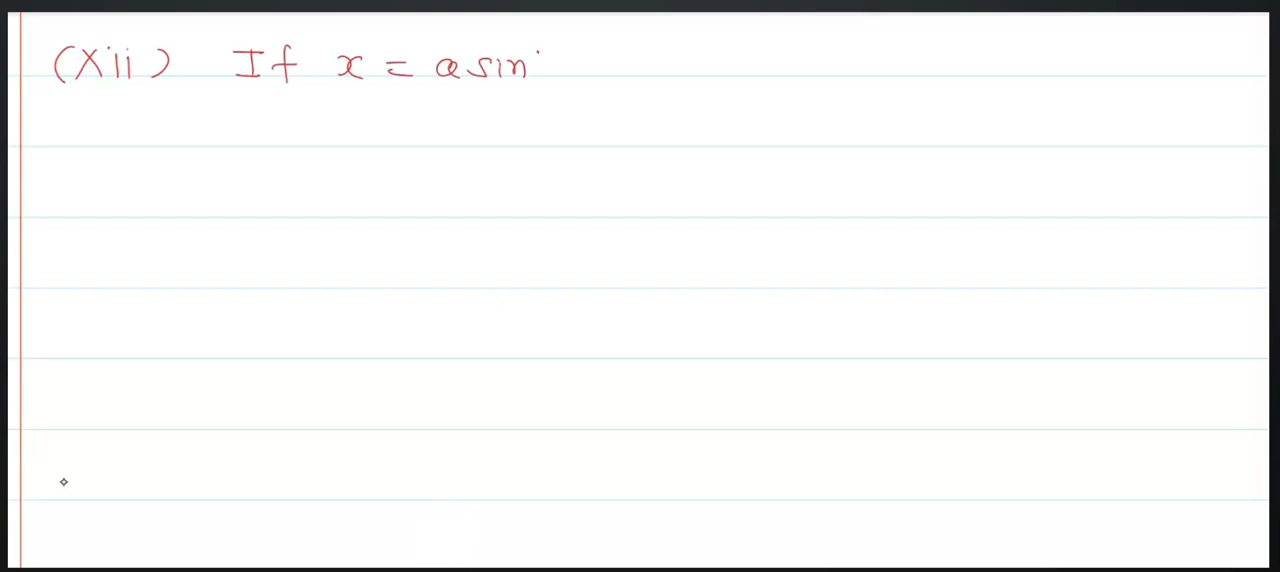 (Xii) If x = a sin